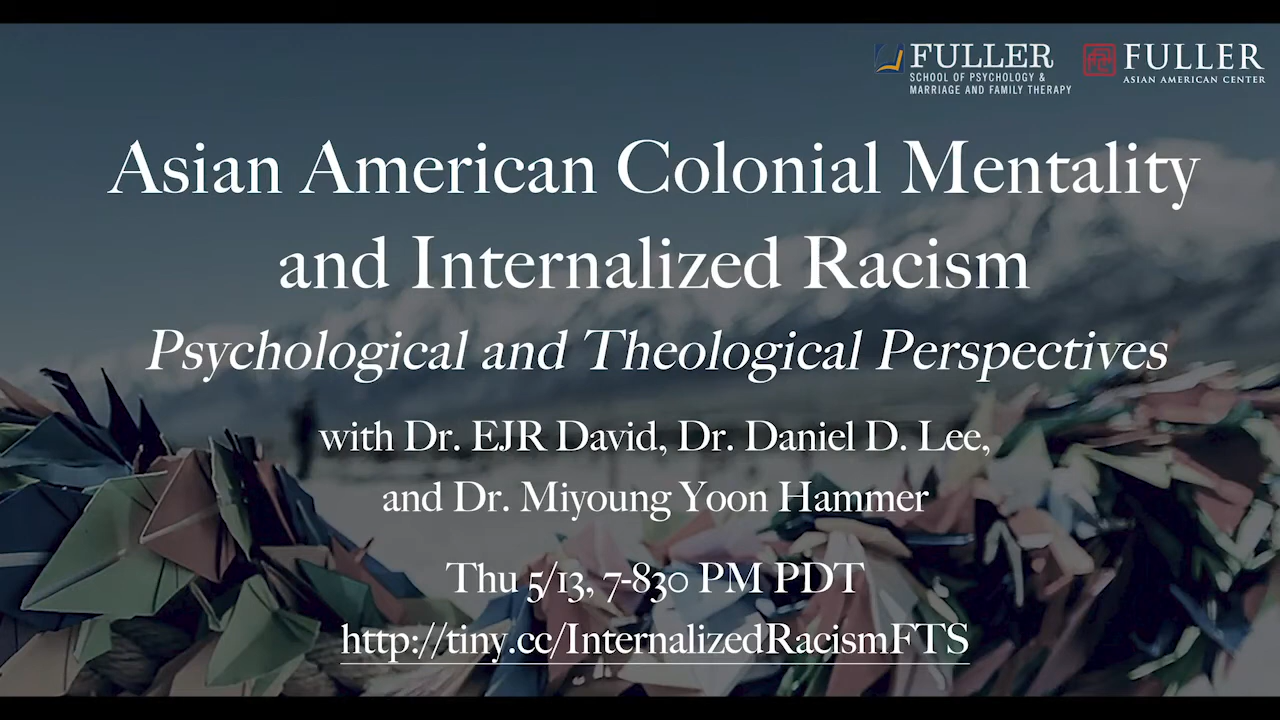 FULLER
SCHOOL OF PSYCHOLOGY &
MARRIAGE AND FAMILY THERAPY
FULLER
ASIAN AMERICAN CENTER
Asian American Colonial Mentality
and Internalized Racism
Psychological and Theological Perspectives
with Dr. EJR David, Dr. Daniel D. Lee,
and Dr. Miyoung Yoon Hammer
Thu 5/13, 7-830 PM PDT
http://tiny.cc/InternalizedRacismFTS